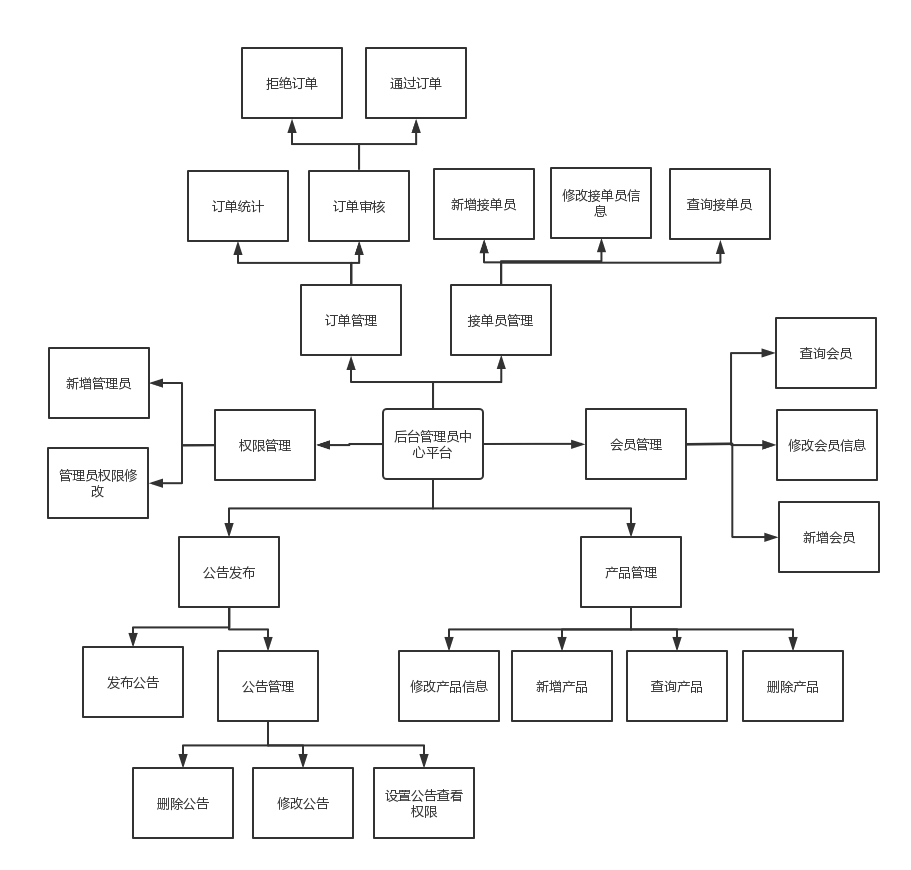 拒绝订单
通过订单
订单统计
订单审核
新增接单员
修改接单员信
息
查询接单员
订单管理
接单员管理
查询会员
新增管理员
权限管理
后台管理员中
心平台
会员管理
修改会员信息
管理员权限修
改
新增会员
公告发布
产品管理
发布公告
公告管理
修改产品信息
新增产品
查询产品
删除产品
删除公告
修改公告
设置公告查看
权限